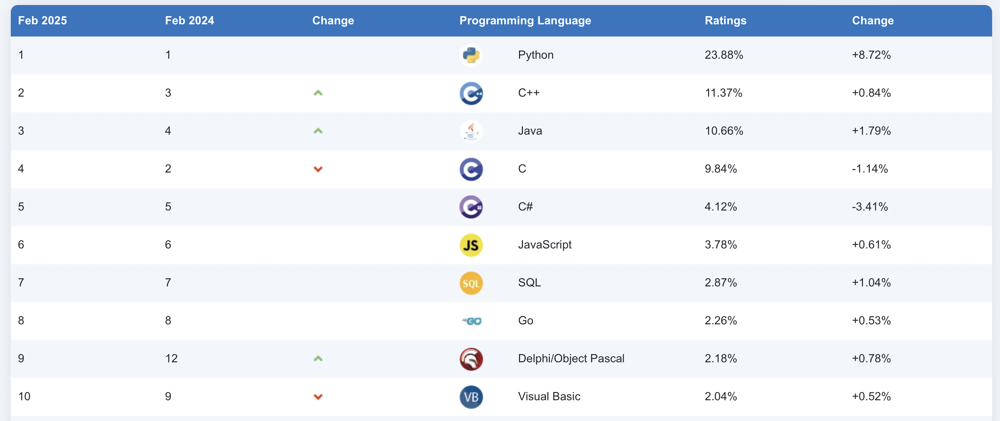 Feb 2025 Feb 2024 Change Programming Language Ratings Change
1 1 Python 23.88% +8.72%
2 3 C++ C++ 11.37% +0.84%
3 4 Java 10.66% +1.79%
4 2 C C 9.84% -1.14%
5 5 C# C# 4.12% -3.41%
6 6 JS JavaScript 3.78% +0.61%
7 7 SQL SQL 2.87% +1.04%
8 8 GO Go 2.26% +0.53%
9 12 Delphi/Object Pascal 2.18% +0.78%
10 9 VB Visual Basic 2.04% +0.52%